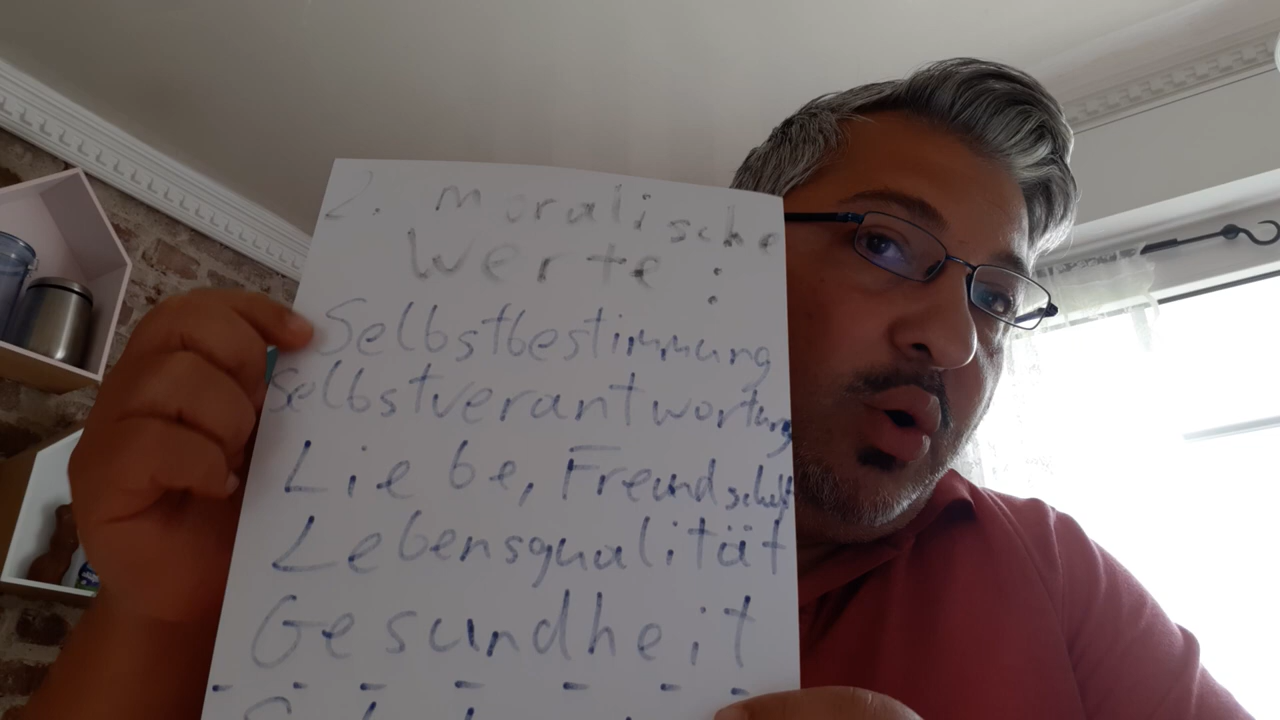 2. moralische
Werte:
Selbstbestimmung
Selbstverantwortung
Liebe, Freundschaft
Lebensqualität
Gesundheit